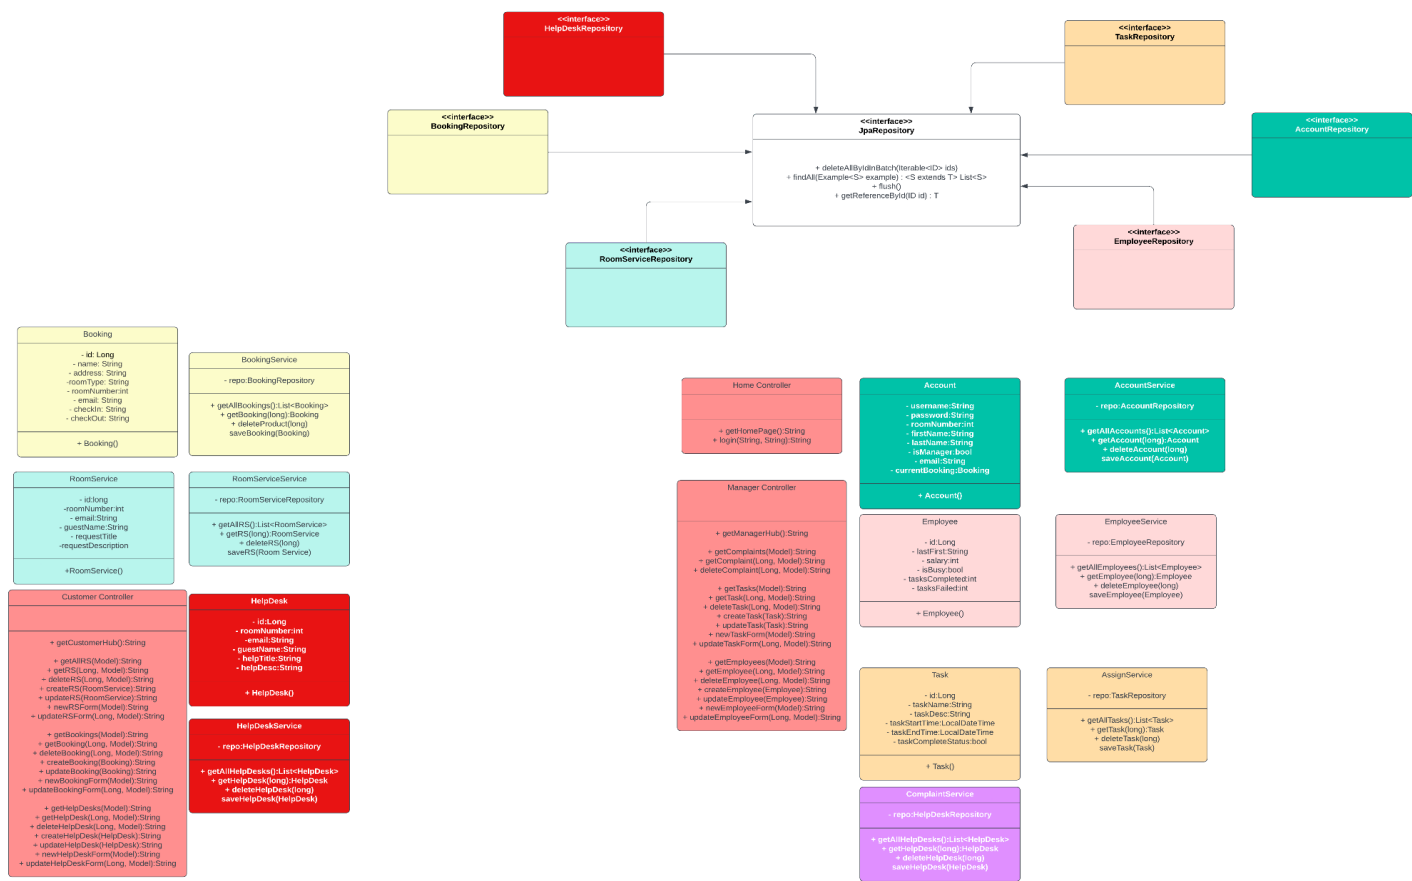 <<interface>>
HelpDeskRepository
<<interface>>
TaskRepository
<<interface>>
BookingRepository
<<interface>>
JpaRepository
+ deleteAllByIdInBatch(Iterable<ID> ids)
+ findAll(Example<S> example) : <S extends T> List<S>
+ flush()
+ getReferenceById(ID id) : T
<<interface>>
AccountRepository
<<interface>>
RoomServiceRepository
<<interface>>
EmployeeRepository
Booking
- id: Long
- name: String
- address: String
-roomType: String
- roomNumber:int
- email: String
- checkIn: String
- checkOut: String
+ Booking()
BookingService
- repo:BookingRepository
+ getAllBookings():List<Booking>
+ getBooking(long):Booking
+ deleteProduct(long)
saveBooking(Booking)
RoomService
- id:long
-roomNumber:int
- email:String
- guestName:String
- requestTitle
-requestDescription
+RoomService()
RoomServiceService
- repo:RoomServiceRepository
+ getAllRS():List<RoomService>
+ getRS(long):RoomService
+ deleteRS(long)
saveRS(Room Service)
Customer Controller
+ getCustomerHub():String
+ getAllRS(Model):String
+ getRS(Long, Model):String
+ deleteRS(Long, Model):String
+ createRS(RoomService):String
+ updateRS(RoomService):String
+ newRSForm(Model):String
+ updateRSForm(Long, Model):String
+ getBookings(Model):String
+ getBooking(Long, Model):String
+ deleteBooking(Long, Model):String
+ createBooking(Booking):String
+ updateBooking(Booking):String
+ newBookingForm(Model):String
+ updateBookingForm(Long, Model):String
+ getHelpDesks(Model):String
+ getHelpDesk(Long, Model):String
+ deleteHelpDesk(Long, Model):String
+ createHelpDesk(HelpDesk):String
+ updateHelpDesk(HelpDesk):String
+ newHelpDeskForm(Model):String
+ updateHelpDeskForm(Long, Model):String
HelpDesk
- id:Long
- roomNumber:int
-email:String
- guestName:String
- helpTitle:String
- helpDesc:String
+ HelpDesk()
HelpDeskService
- repo:HelpDeskRepository
+ getAllHelpDesks():List<HelpDesk>
+ getHelpDesk(long):HelpDesk
+ deleteHelpDesk(long)
saveHelpDesk(HelpDesk)
Home Controller
+ getHomePage():String
+ login(String, String):String
Manager Controller
+ getManagerHub():String
+ getComplaints(Model):String
+ getComplaint(Long, Model):String
+ deleteComplaint(Long, Model):String
+ getTasks(Model):String
+ getTask(Long, Model):String
+ deleteTask(Long, Model):String
+ createTask(Task):String
+ updateTask(Task):String
+ newTaskForm(Model):String
+ updateTaskForm(Long, Model):String
+ getEmployees(Model):String
+ getEmployee(Long, Model):String
+ deleteEmployee(Long, Model):String
+ createEmployee(Employee):String
+ updateEmployee(Employee):String
+ newEmployeeForm(Model):String
+ updateEmployeeForm(Long, Model):String
Account
- username:String
- password:String
- roomNumber:int
- firstName:String
- lastName:String
- isManager:bool
- email:String
- currentBooking:Booking
+ Account()
AccountService
- repo:AccountRepository
+ getAllAccounts():List<Account>
+ getAccount(long):Account
+ deleteAccount(long)
saveAccount(Account)
Employee
- id:Long
- lastFirst:String
- salary:int
- isBusy:bool
- tasksCompleted:int
- tasksFailed:int
+ Employee()
EmployeeService
- repo:EmployeeRepository
+ getAllEmployees():List<Employee>
+ getEmployee(long):Employee
+ deleteEmployee(long)
saveEmployee(Employee)
Task
- id:Long
- taskName:String
- taskDesc:String
- taskStartTime:LocalDateTime
- taskEndTime:LocalDateTime
- taskCompleteStatus:bool
+ Task()
AssignService
- repo:TaskRepository
+ getAllTasks():List<Task>
+ getTask(long):Task
+ deleteTask(long)
saveTask(Task)
ComplaintService
- repo:HelpDeskRepository
+ getAllHelpDesks():List<HelpDesk>
+ getHelpDesk(long):HelpDesk
+ deleteHelpDesk(long)
saveHelpDesk(HelpDesk)